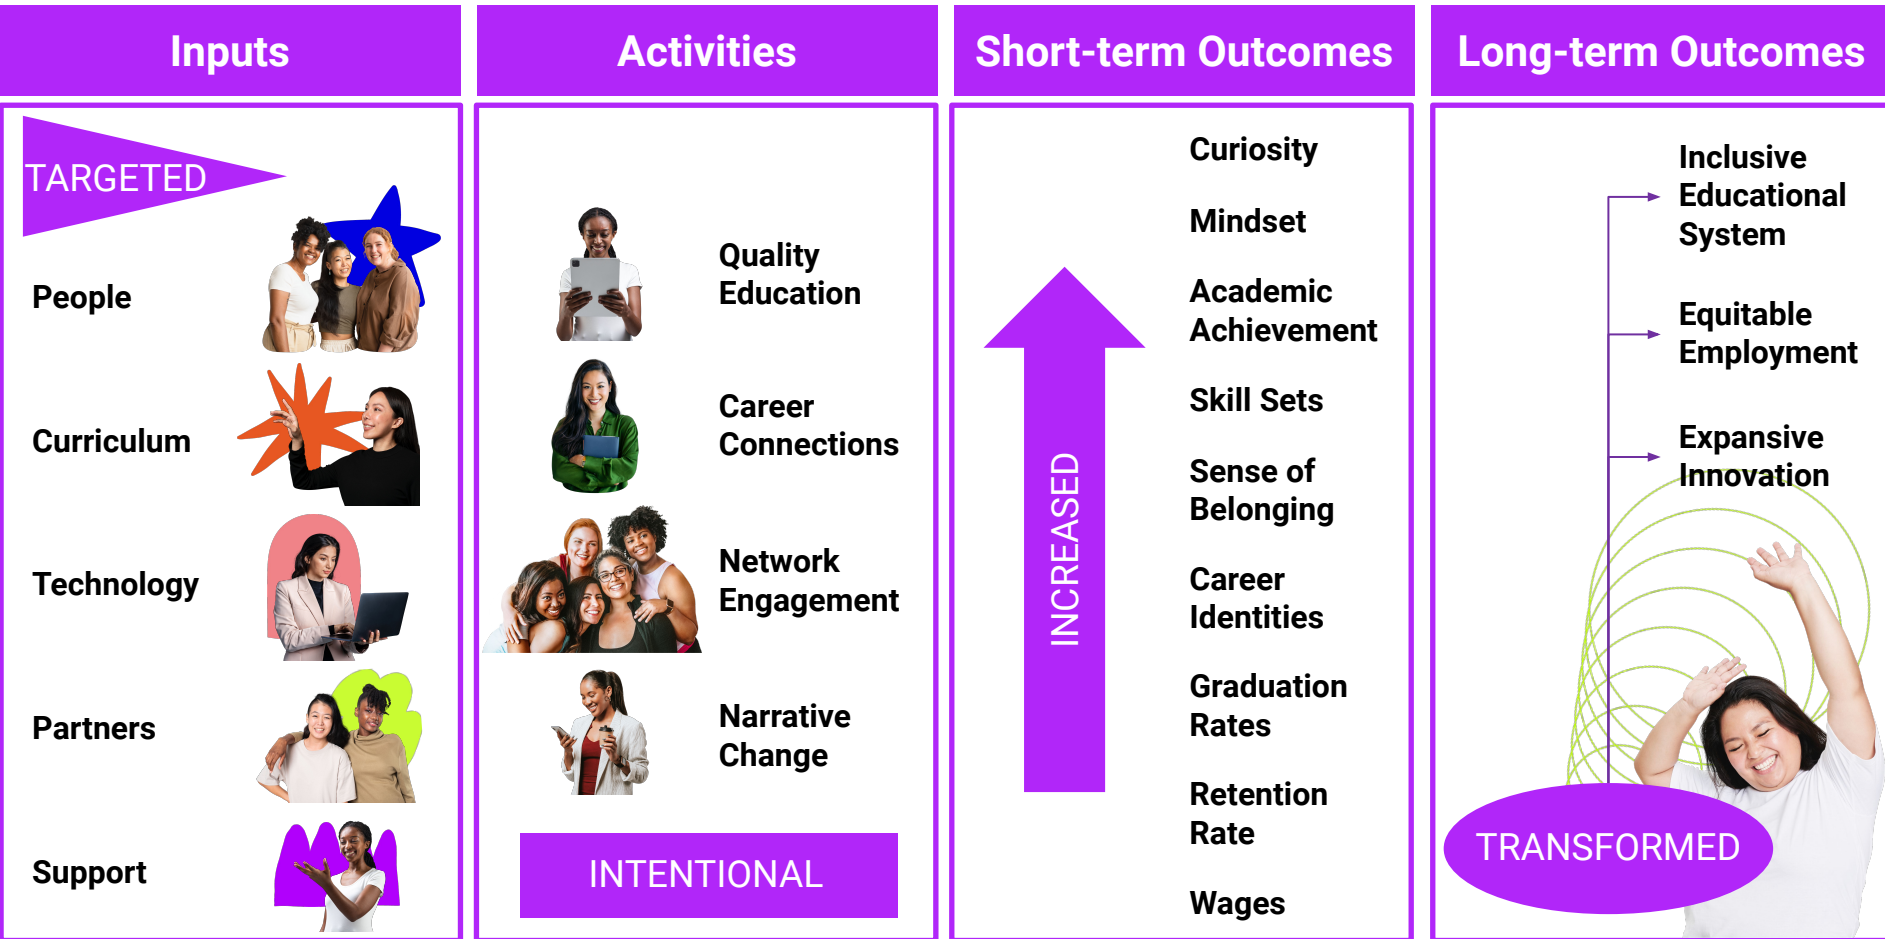 Inputs
TARGETED
People
Curriculum
Technology
Partners
Support
Activities
Quality
Education
Career
Connections
Network
Engagement
Narrative
Change
INTENTIONAL
Short-term Outcomes
INCREASED
Curiosity
Mindset
Academic
Achievement
Skill Sets
Sense of
Belonging
Career
Identities
Graduation
Rates
Retention
Rate
Wages
Long-term Outcomes
Inclusive
Educational
System
Equitable
Employment
Expansive
Innovation
TRANSFORMED